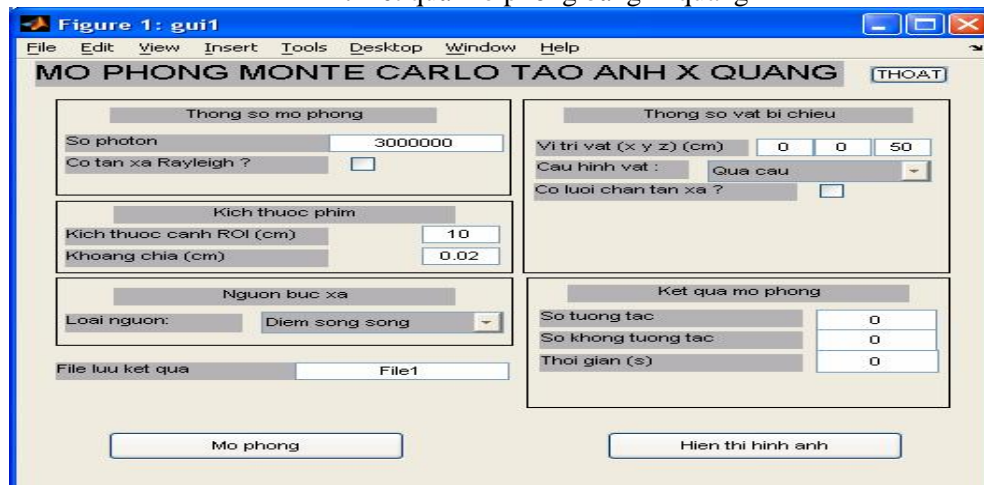 Figure 1: gui1
File Edit View Insert Tools Desktop Window Help
MO PHONG MONTE CARLO TAO ANH X QUANG
THOAT
Thong so mo phong
So photon 3000000
Co tan xa Rayleigh ?
Kich thuoc phim
Kich thuoc canh ROI (cm) 10
Khoang chia (cm) 0.02
Nguon buc xa
Loai nguon: Diem song song
File luu ket qua File1
Mo phong
Thong so vat bi chieu
Vi tri vat (x y z) (cm) 0 0 50
Cau hinh vat : Qua cau
Co luoi chan tan xa ?
Ket qua mo phong
So tuong tac 0
So khong tuong tac 0
Thoi gian (s) 0
Hien thi hinh anh